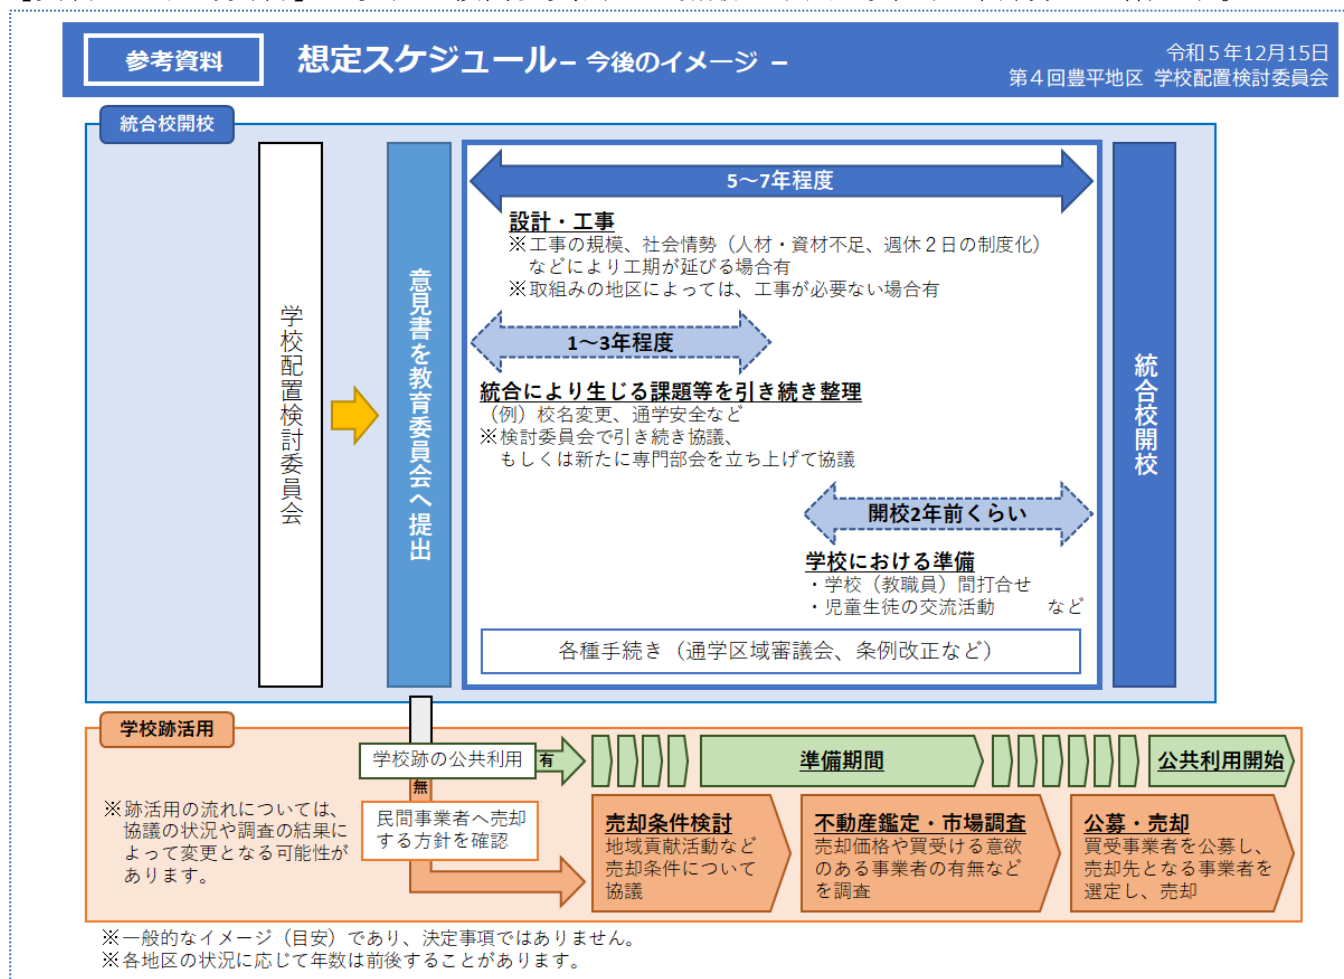 参考資料
想定スケジュール– 今後のイメージ –
令和５年12月15日
第４回豊平地区 学校配置検討委員会
統合校開校
学校配置検討委員会
意見書を教育委員会へ提出
5～7年程度
設計・工事
※工事の規模、社会情勢（人材・資材不足、週休２日の制度化）
などにより工期が延びる場合有
※取組みの地区によっては、工事が必要ない場合有
1～3年程度
統合により生じる課題等を引き続き整理
（例）校名変更、通学安全など
※検討委員会で引き続き協議、
もしくは新たに専門部会を立ち上げて協議
開校2年前くらい
学校における準備
・学校（教職員）間打合せ
・児童生徒の交流活動　　など
各種手続き（通学区域審議会、条例改正など）
統合校開校
学校跡活用
※跡活用の流れについては、
協議の状況や調査の結果に
よって変更となる可能性が
あります。
学校跡の公共利用
有
準備期間
公共利用開始
無
民間事業者へ売却
する方針を確認
売却条件検討
地域貢献活動など
売却条件について
協議
不動産鑑定・市場調査
売却価格や買受ける意欲
のある事業者の有無など
を調査
公募・売却
買受事業者を公募し、
売却先となる事業者を
選定し、売却
※一般的なイメージ（目安）であり、決定事項ではありません。
※各地区の状況に応じて年数は前後することがあります。